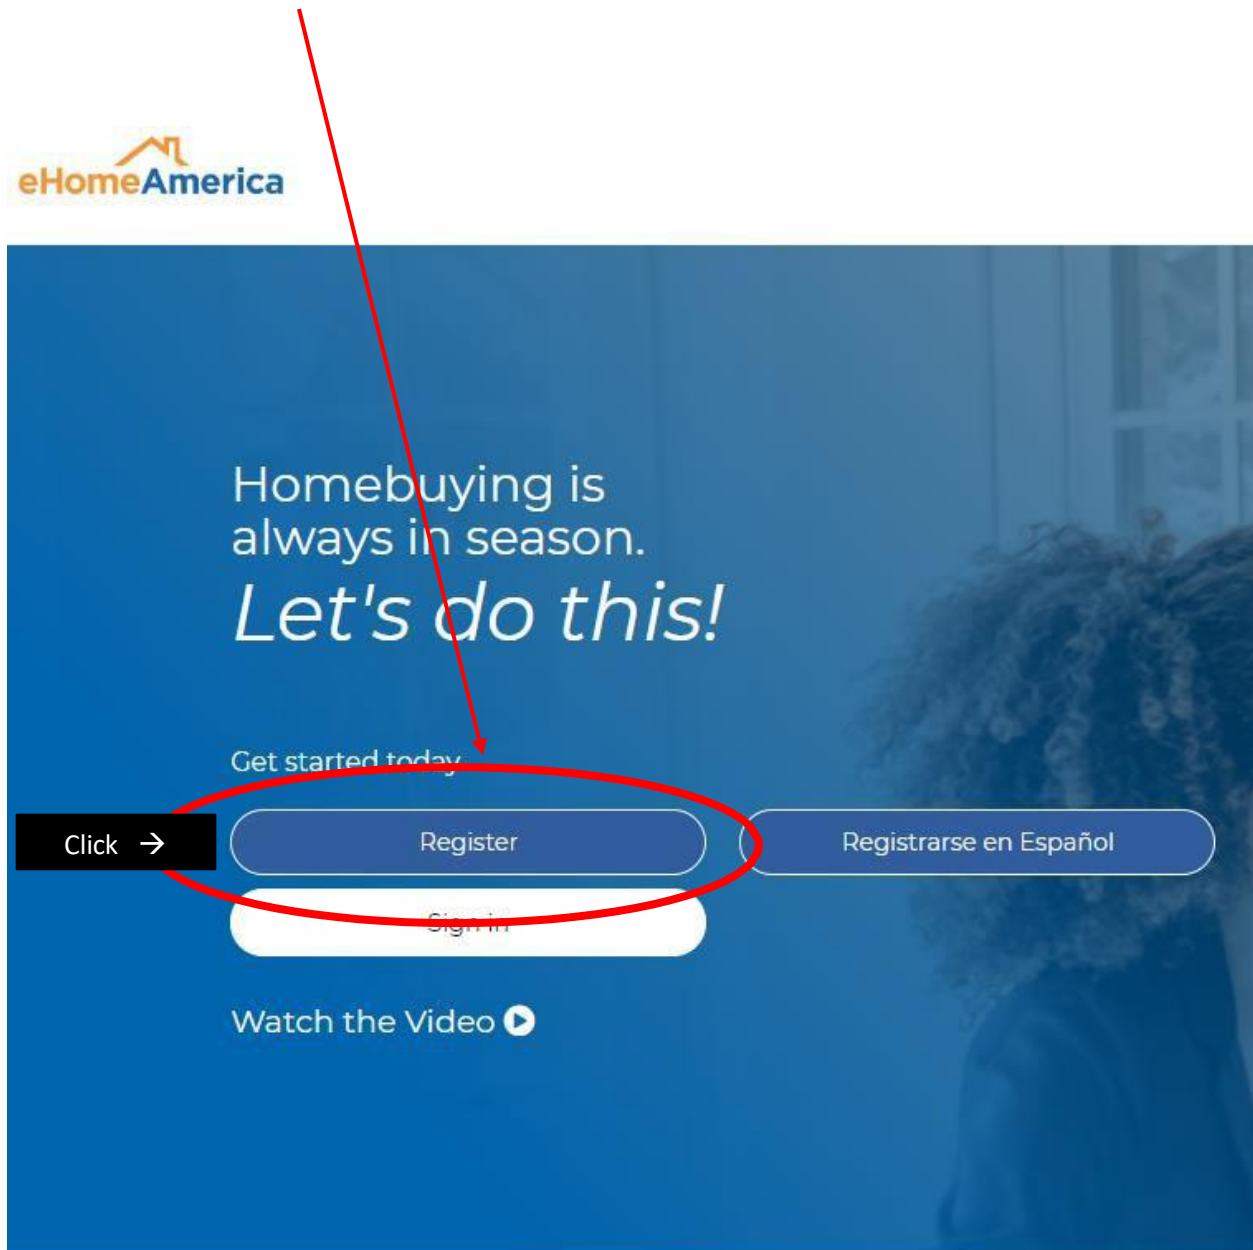 eHomeAmerica
Homebuying is
always in season.
Let's do this!
Get started today
Click →
Register
Registrarse en Español
Sign in
Watch the Video